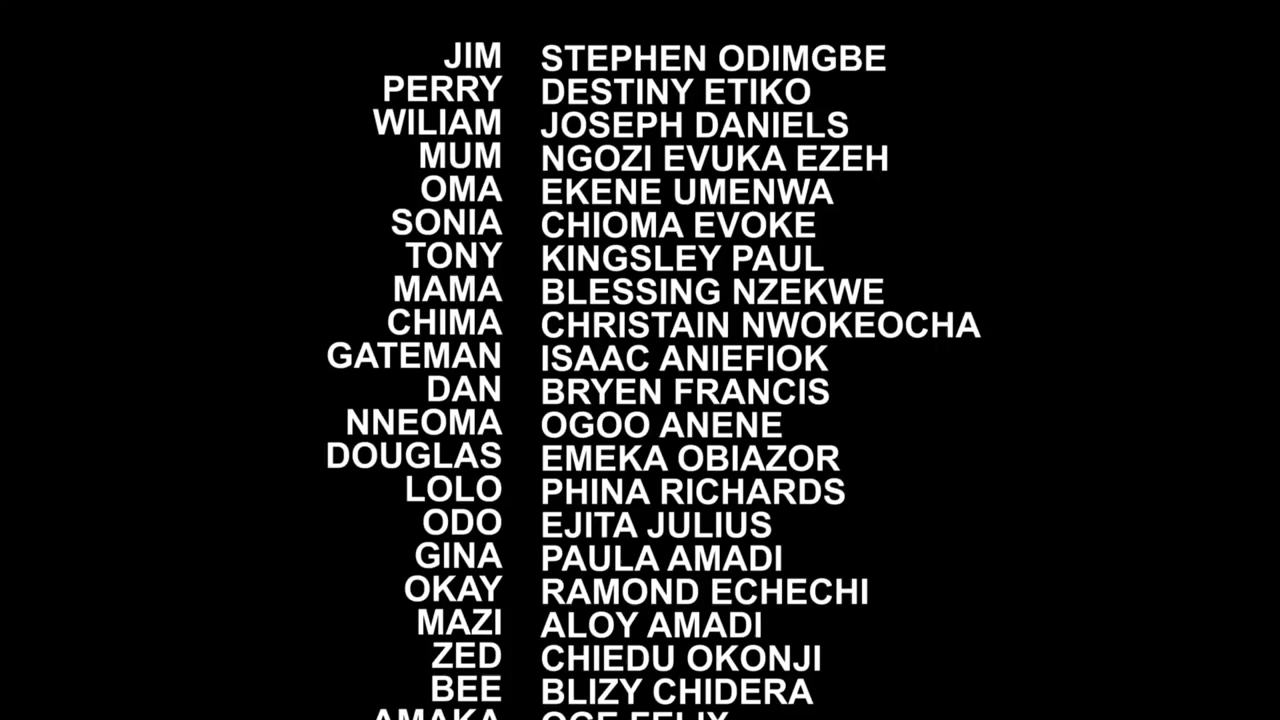 JIM STEPHEN ODIMGBE
PERRY DESTINY ETIKO
WILIAM JOSEPH DANIELS
MUM NGOZI EVUKA EZEH
OMA EKENE UMENWA
SONIA CHIOMA EVOKE
TONY KINGSLEY PAUL
MAMA BLESSING NZEKWE
CHIMA CHRISTAIN NWOKEOCHA
GATEMAN ISAAC ANIEFIOK
DAN BRYEN FRANCIS
NNEOMA OGOO ANENE
DOUGLAS EMEKA OBIAZOR
LOLO PHINA RICHARDS
ODO EJITA JULIUS
GINA PAULA AMADI
OKAY RAMOND ECHECHI
MAZI ALOY AMADI
ZED CHIEDU OKONJI
BEE BLIZY CHIDERA
AMAKA OGE FELIX